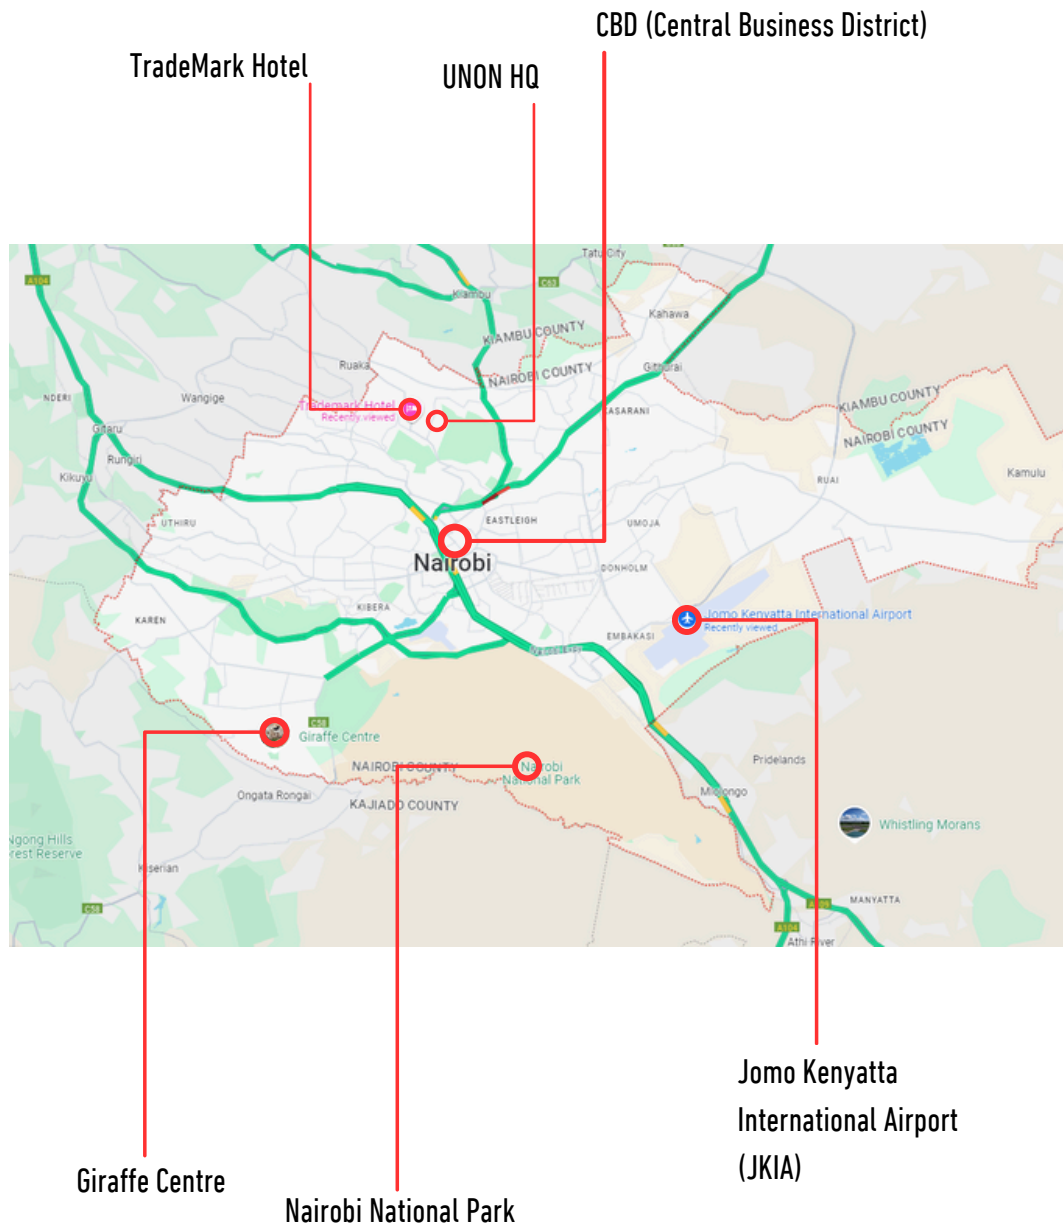 CBD (Central Business District)
TradeMark Hotel
UNON HQ
Tatu City
A104
C63
Kiambu
Kahawa
KIAMBU COUNTY
Ruaka
NAIROBI COUNTY
Githurai
NDERI
Wangige
Trademark Hotel
Recently viewed
KASARANI
KIAMBU COUNTY
NAIROBI COUNTY
Gitaru
Rungiri
Kikuyu
Kamulu
RUAI
UTHIRU
EASTLEIGH
UMOJA
Nairobi
DONHOLM
KIBERA
KAREN
EMBAKASI
Jomo Kenyatta International Airport
Recently viewed
C58
Giraffe Centre
NAIROBI COUNTY
Nairobi
National Park
Pridelands
Ongata Rongai
KAJIADO COUNTY
Mlolongo
Whistling Morans
Ngong Hills
Forest Reserve
Kiserian
C58
MANYATTA
A104
Athi River
Jomo Kenyatta
International Airport
(JKIA)
Giraffe Centre
Nairobi National Park